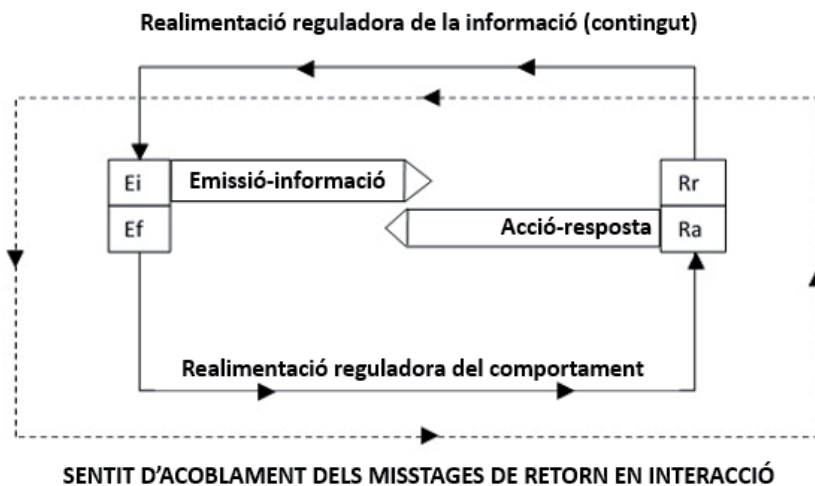 Realimentació reguladora de la informació (contingut)
Ei
Emissió-informació
Rr
Ef
Acció-resposta
Ra
Realimentació reguladora del comportament
SENTIT D'ACOBLAMENT DELS MISSTAGES DE RETORN EN INTERACCIÓ